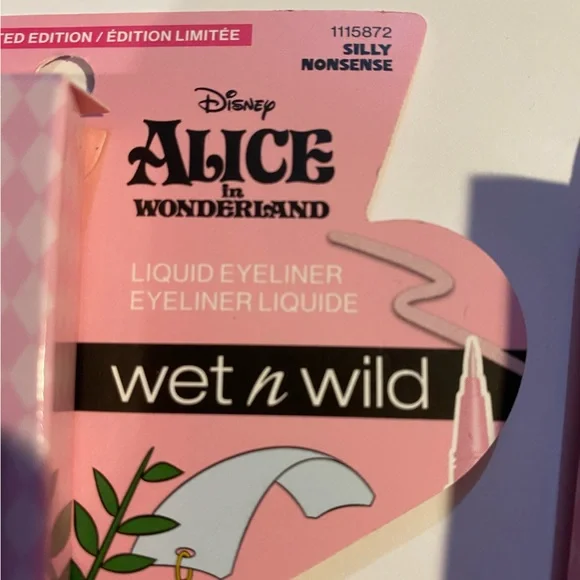 TED EDITION / ÉDITION LIMITÉE
1115872
SILLY
NONSENSE
Disney
ALICE
in
WONDERLAND
LIQUID EYELINER
EYELINER LIQUIDE
wet n wild